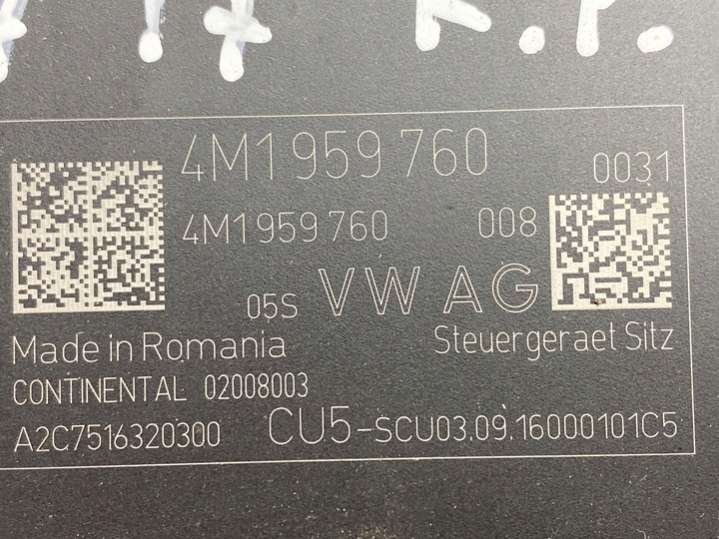 17 R.P.
4M1 959 760
0031
4M1 959 760 008
05S VW AG
Made in Romania Steuergeraet Sitz
CONTINENTAL 02008003
A2C7516320300 CU5-SCU03.09.16000101C5